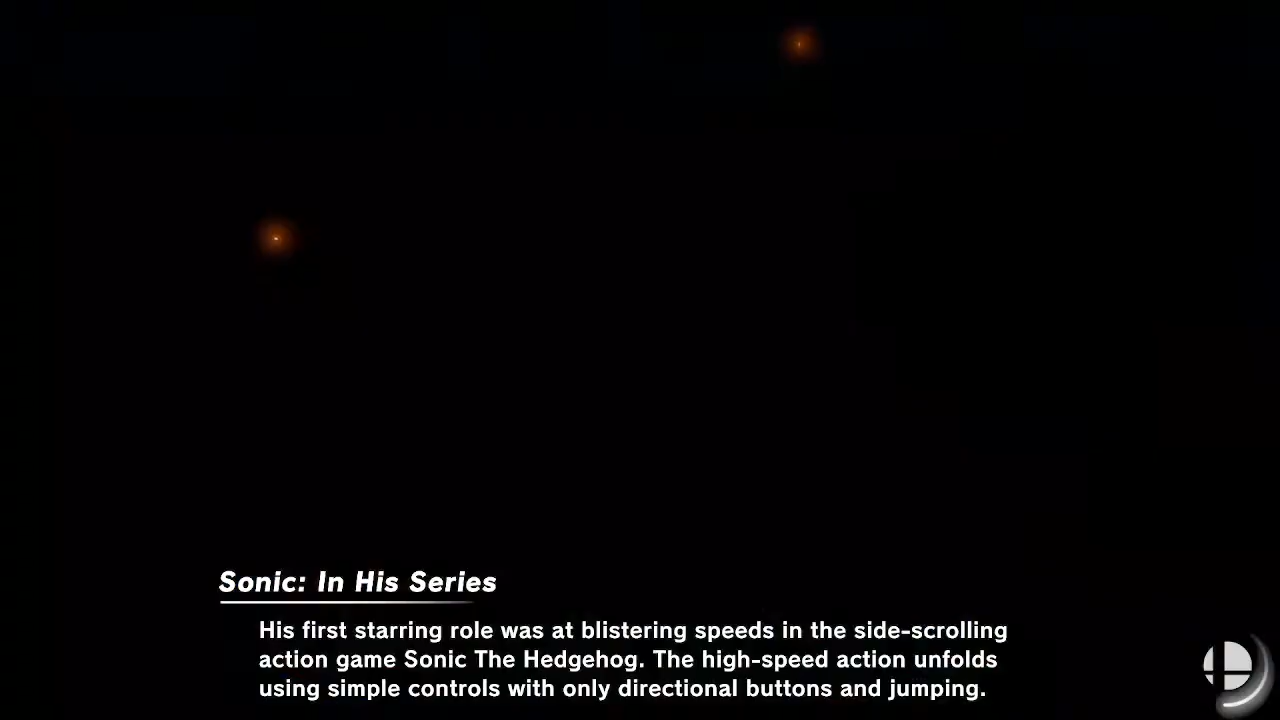 Sonic: In His Series
His first starring role was at blistering speeds in the side-scrolling
action game Sonic The Hedgehog. The high-speed action unfolds
using simple controls with only directional buttons and jumping.